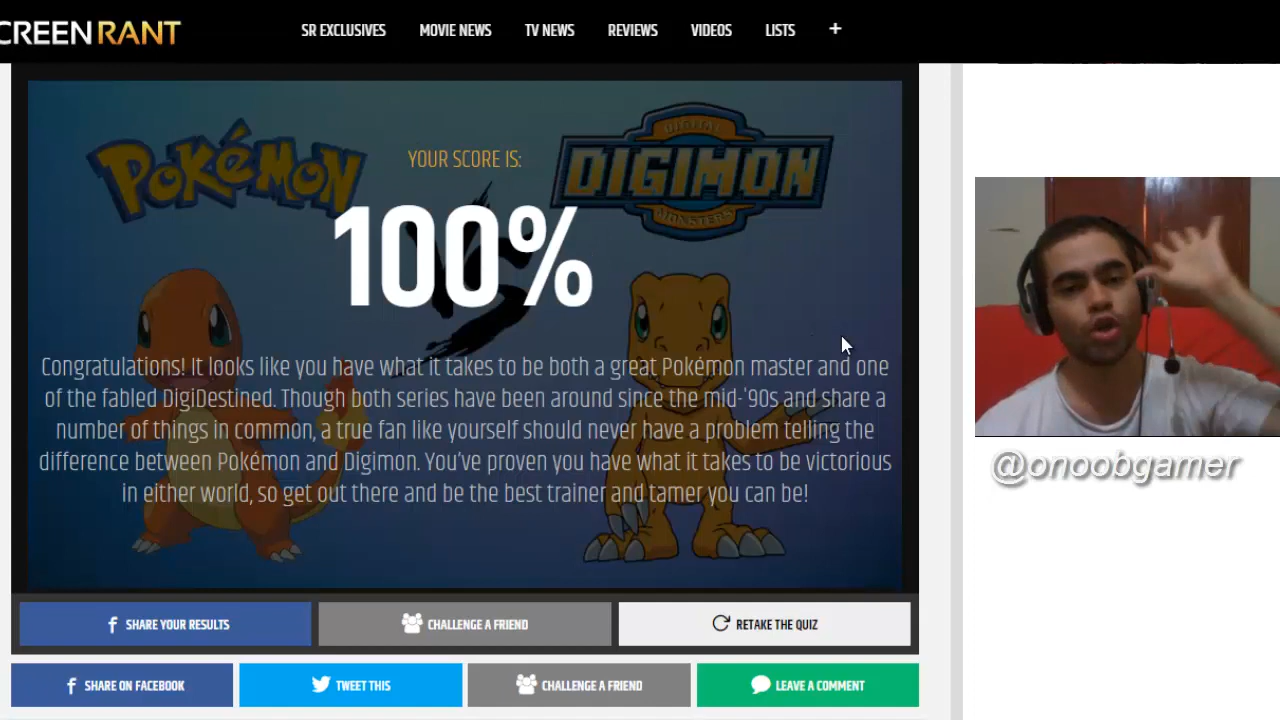 CREEN RANT
SR EXCLUSIVES MOVIE NEWS TV NEWS REVIEWS VIDEOS LISTS +
POKéMON
YOUR SCORE IS:
DIGITAL
DIGIMON
MONSTERS
VS
100%
Congratulations! It looks like you have what it takes to be both a great Pokémon master and one
of the fabled DigiDestined. Though both series have been around since the mid-'90s and share a
number of things in common, a true fan like yourself should never have a problem telling the
difference between Pokémon and Digimon. You've proven you have what it takes to be victorious
in either world, so get out there and be the best trainer and tamer you can be!
@onoobgamer
SHARE YOUR RESULTS CHALLENGE A FRIEND RETAKE THE QUIZ
SHARE ON FACEBOOK TWEET THIS CHALLENGE A FRIEND LEAVE A COMMENT